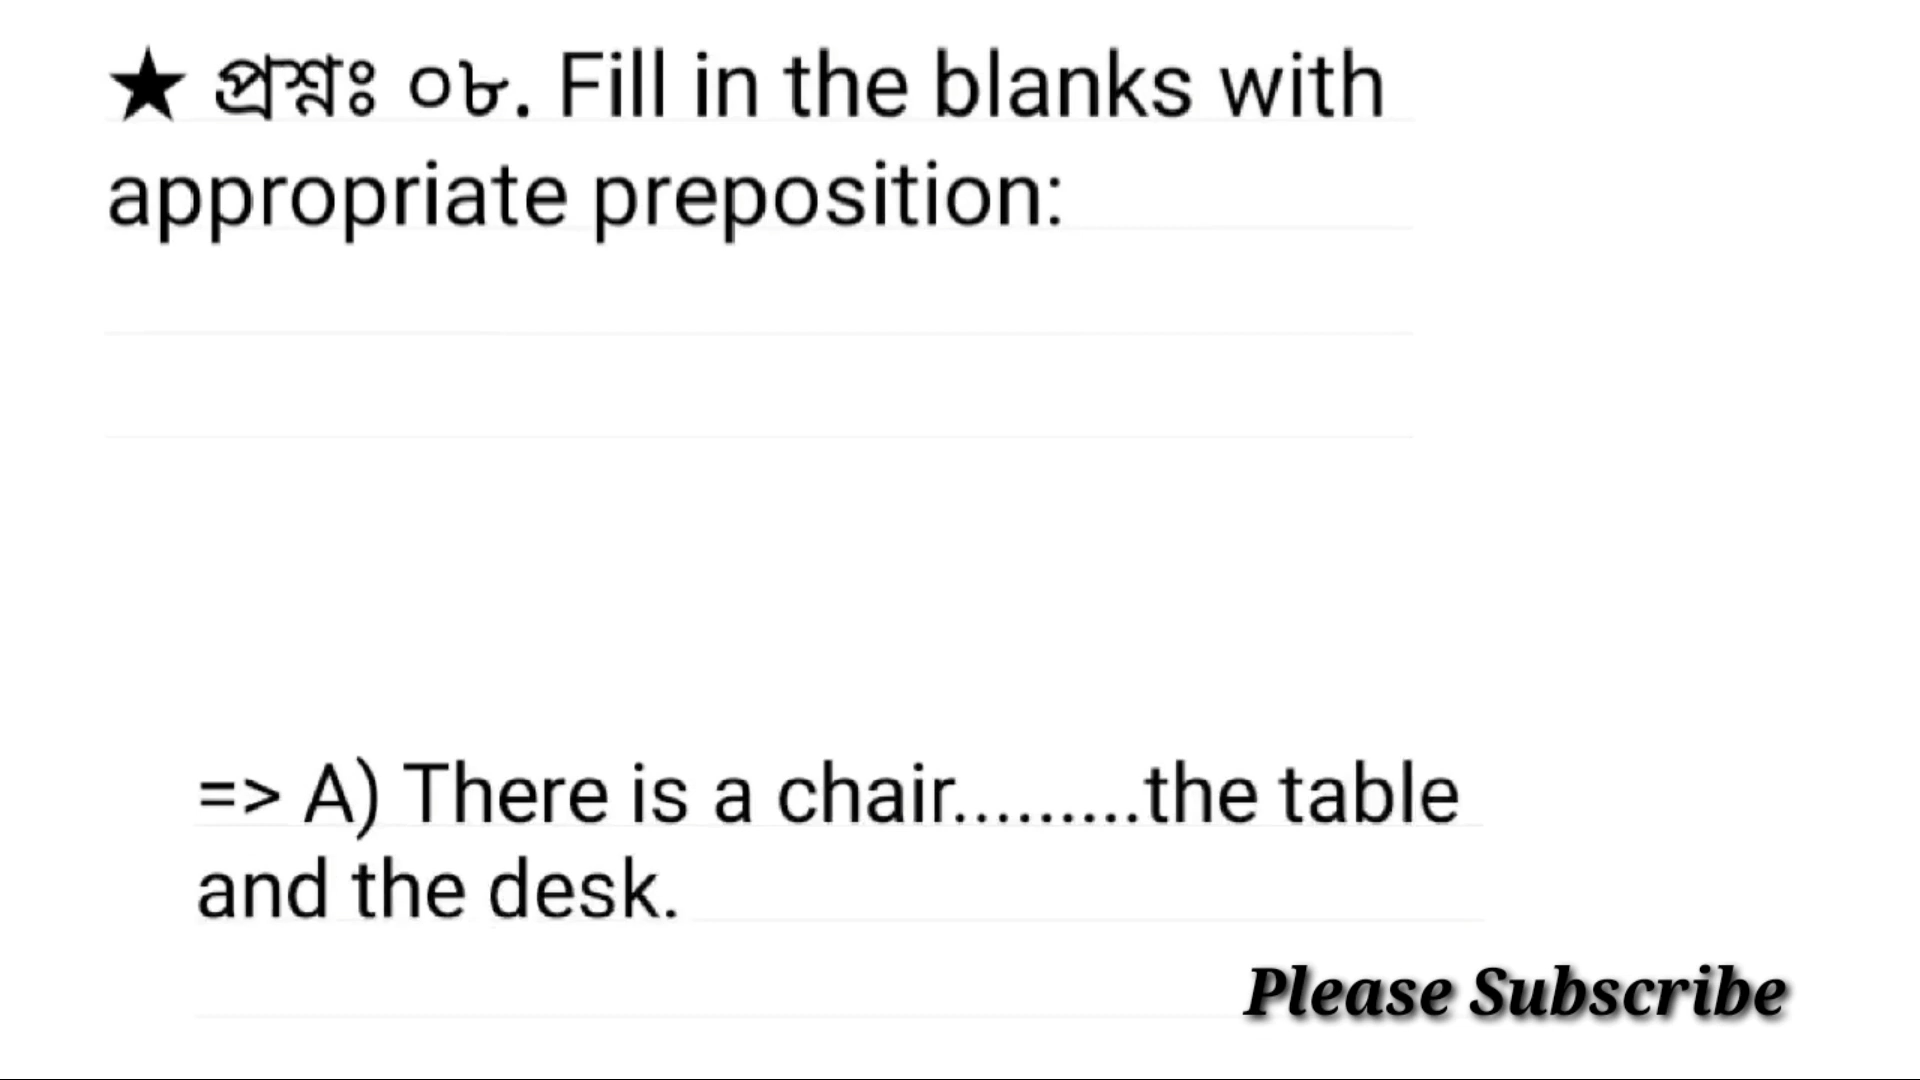 ★ প্রশ্নঃ ০৮. Fill in the blanks with
appropriate preposition:
=> A) There is a chair.........the table
and the desk.
Please Subscribe